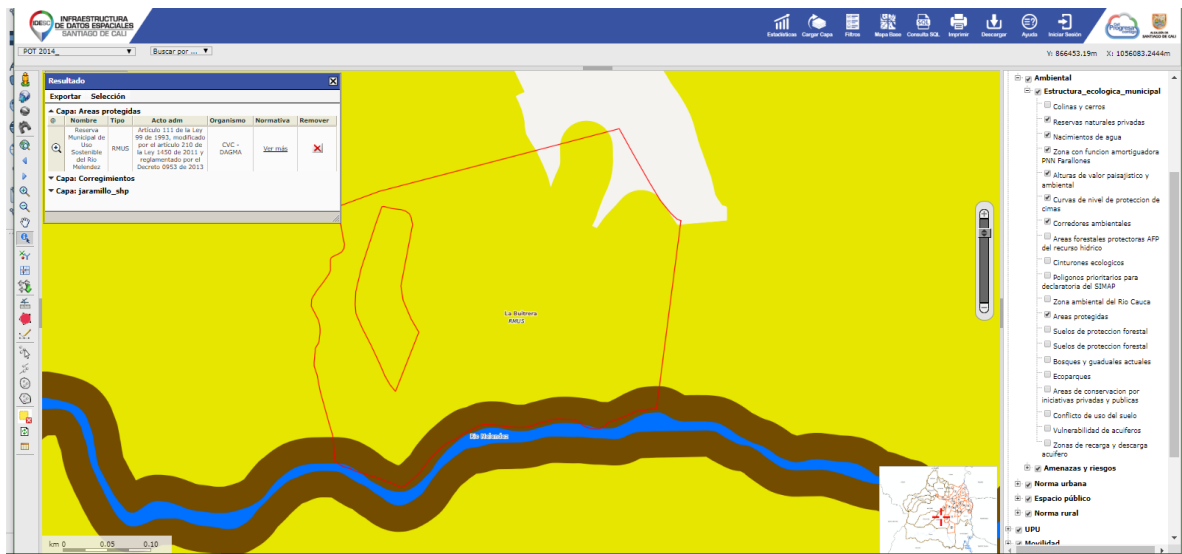 IDESC
INFRAESTRUCTURA
DE DATOS ESPACIALES
SANTIAGO DE CALI
Estadísticas Cargar Capa Filtros Mapa Base Consulta SQL Imprimir Descargar Ayuda Iniciar Sesión
Progresa
SANTIAGO DE CALI
POT 2014_ Buscar por ...
Y: 866453.19m X: 1056083.2444m
Resultado
Exportar Selección
Capa: Areas protegidas
Nombre Tipo Acto adm Organismo Normativa Remover
Reserva
Municipal de
Uso
Sostenible
del Rio
Melendez
RMUS
Artículo 111 de la Ley
99 de 1993, modificado
por el artículo 210 de
la Ley 1450 de 2011 y
reglamentado por el
Decreto 0953 de 2013
CVC -
DAGMA
Ver más
Capa: Corregimientos
Capa: jaramillo_shp
La Buitrera
RMUS
Rio Melendez
km 0 0.05 0.10
Ambiental
Estructura_ecologica_municipal
Colinas y cerros
Reservas naturales privadas
Nacimientos de agua
Zona con funcion amortiguadora
PNN Farallones
Alturas de valor paisajistico y
ambiental
Curvas de nivel de proteccion de
cimas
Corredores ambientales
Areas forestales protectoras AFP
del recurso hidrico
Cinturones ecologicos
Poligonos prioritarios para
declaratoria del SIMAP
Zona ambiental del Rio Cauca
Areas protegidas
Suelos de proteccion forestal
Suelos de proteccion forestal
Bosques y guaduales actuales
Ecoparques
Areas de conservacion por
iniciativas privadas y publicas
Conflicto de uso del suelo
Vulnerabilidad de acuiferos
Zonas de recarga y descarga
acuifero
Amenazas y riesgos
Norma urbana
Espacio público
Norma rural
UPU
Movilidad